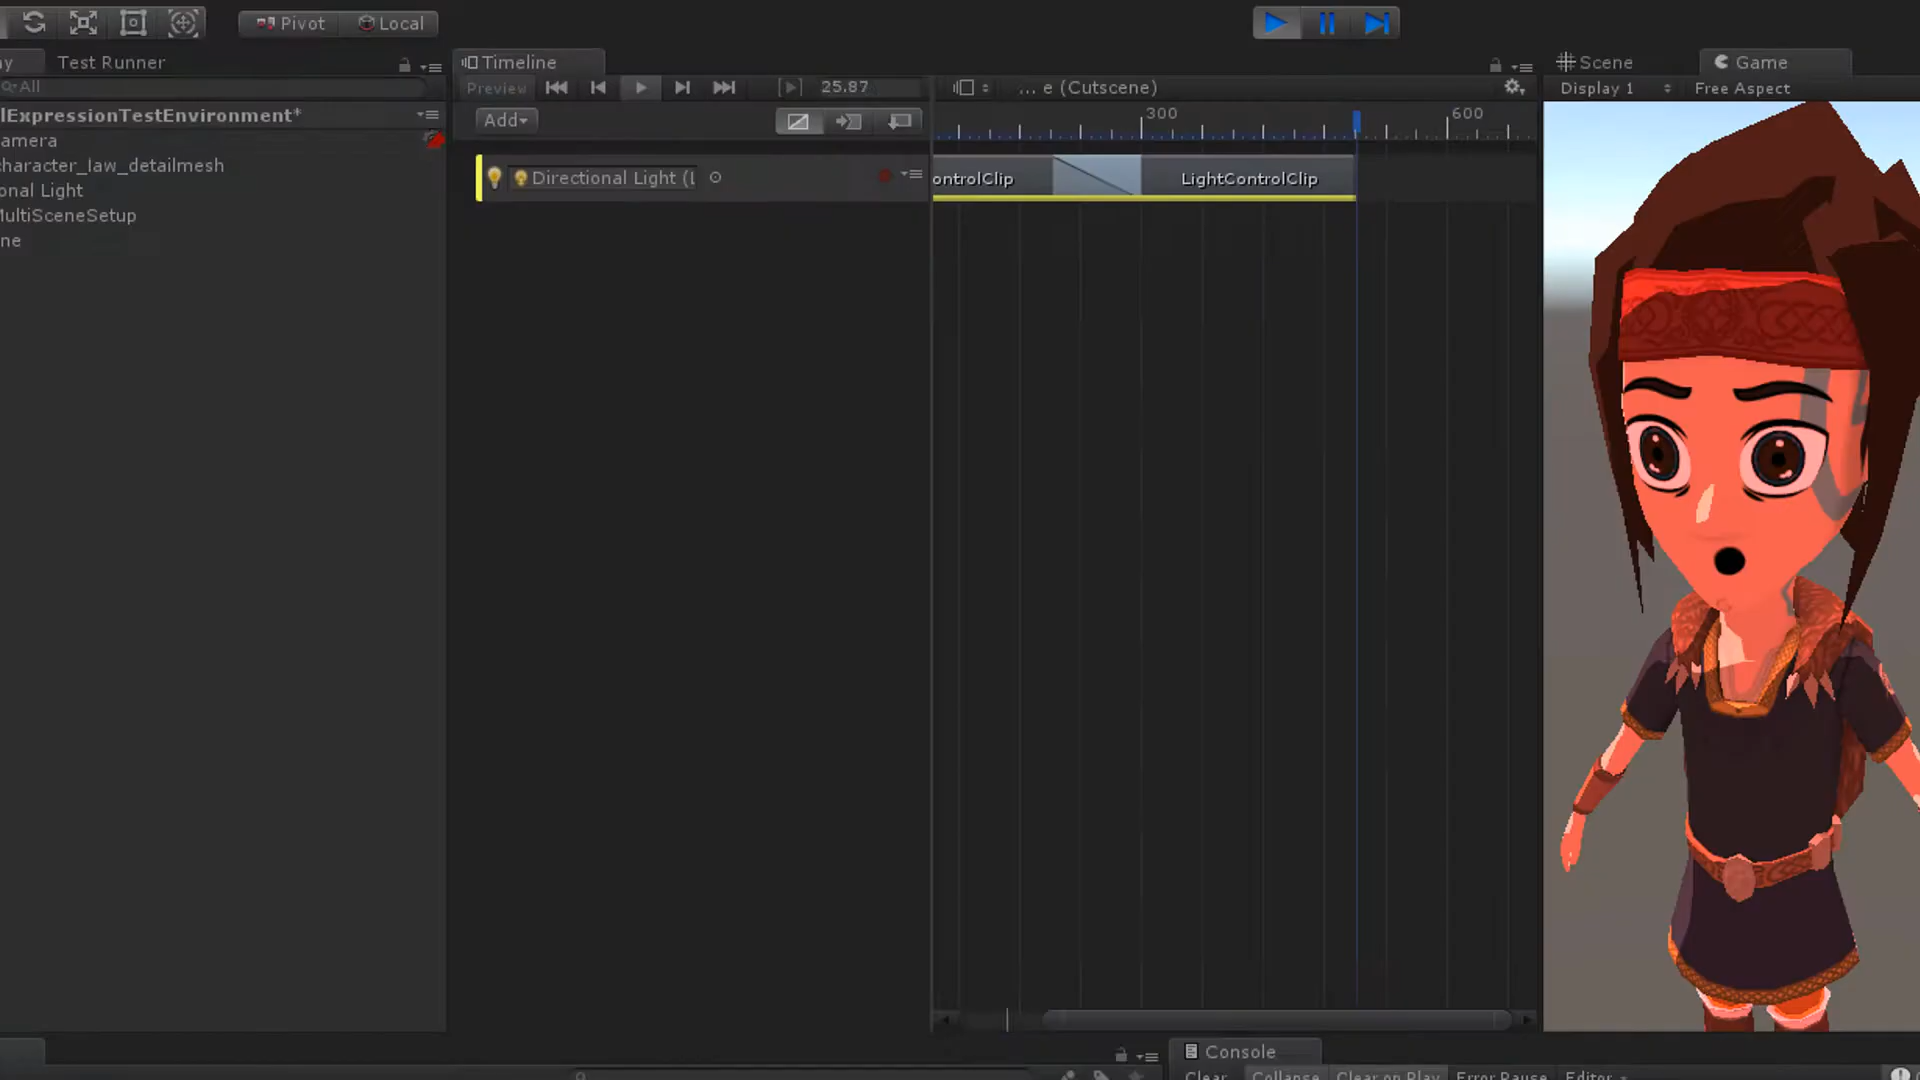 Pivot
Local
y
Test Runner
Timeline
Scene
Game
All
Preview
25.87
... e (Cutscene)
Display 1
Free Aspect
lExpressionTestEnvironment*
Add
300
600
amera
haracter_law_detailmesh
Directional Light (L
ontrolClip
LightControlClip
onal Light
MultiSceneSetup
ne
Console
Clear
Collapse
Clear on Play
Error Pause
Editor